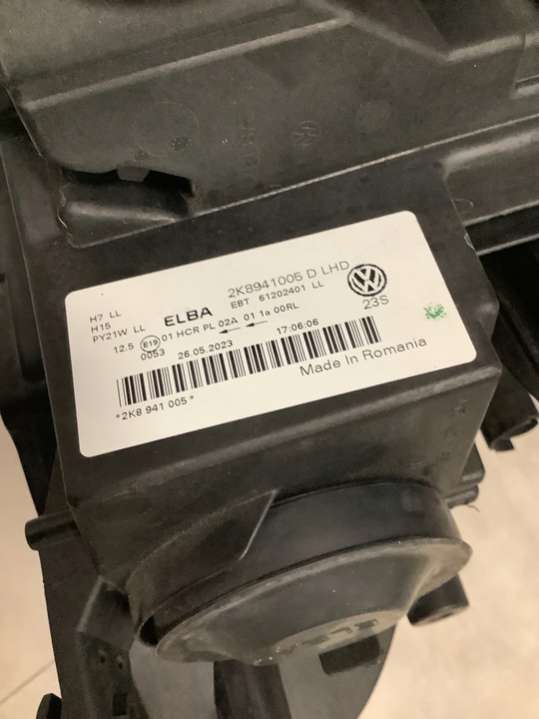 2K8941005 D LHD
H7 LL
ELBA
EBT 61202401 LL
23S
H15
PY21W LL
12.5 E19 01 HCR PL 02A 01 1a 00RL
0053 26.05.2023 17:06:06
Made In Romania
*2K8 941 005*